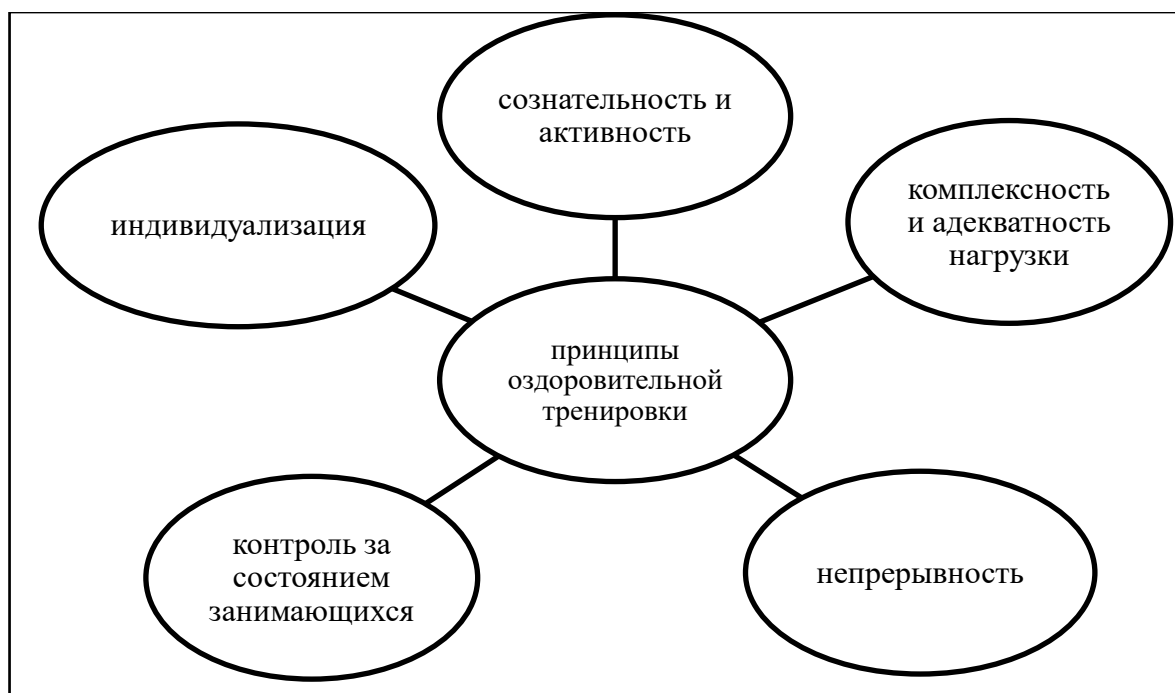 сознательность и
активность
индивидуализация
комплексность
и адекватность
нагрузки
принципы
оздоровительной
тренировки
контроль за
состоянием
занимающихся
непрерывность